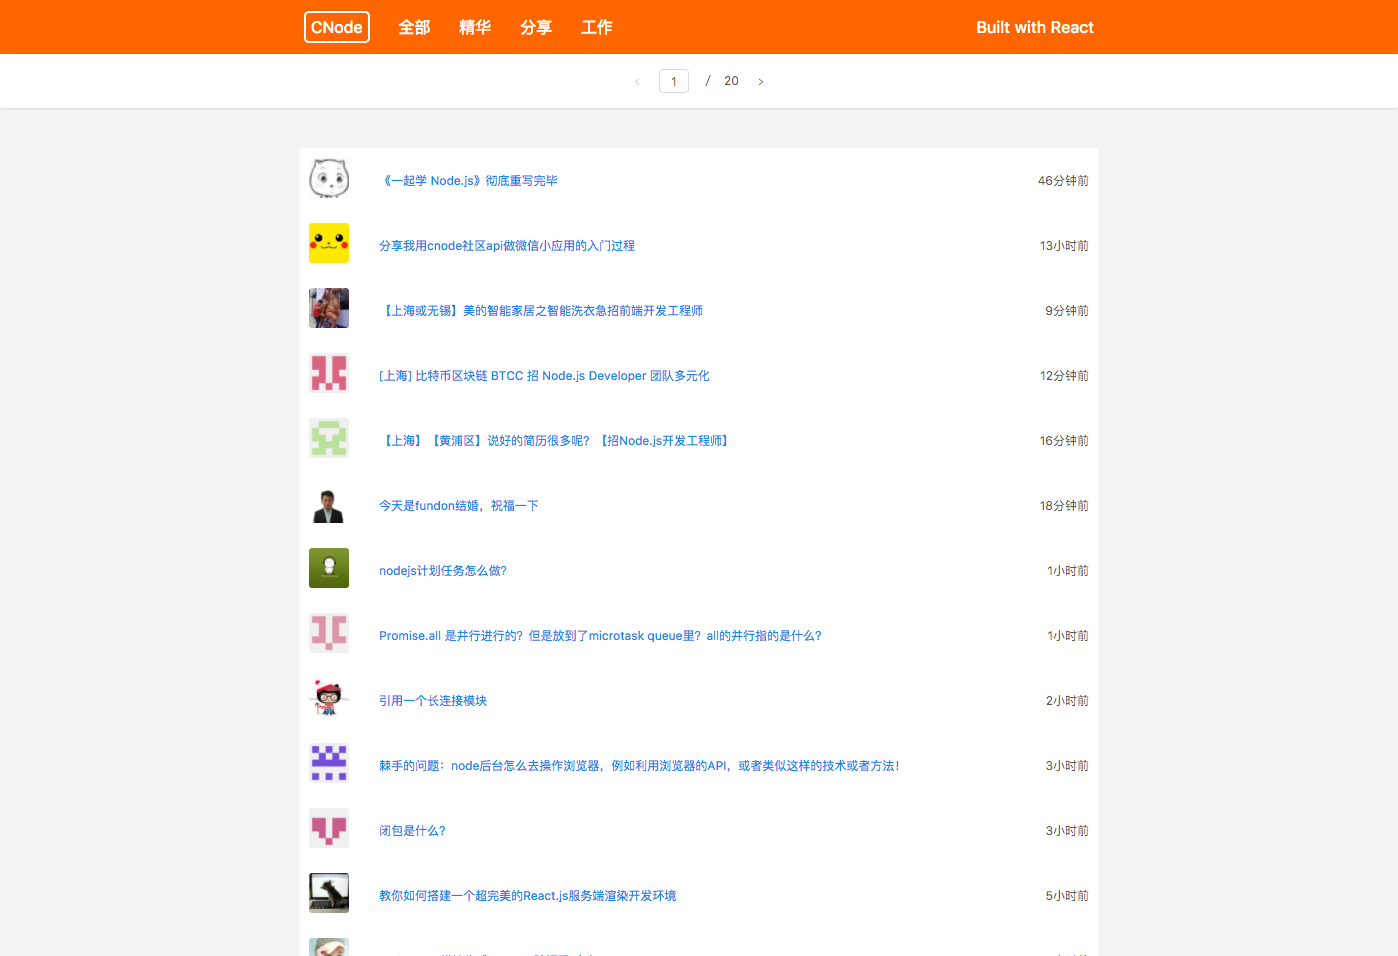 CNode 全部 精华 分享 工作 Built with React
< 1 / 20 >
《一起学 Node.js》彻底重写完毕 46分钟前
分享我用cnode社区api做微信小应用的入门过程 13小时前
【上海或无锡】美的智能家居之智能洗衣急招前端开发工程师 9分钟前
[上海] 比特币区块链 BTCC 招 Node.js Developer 团队多元化 12分钟前
【上海】【黄浦区】说好的简历很多呢？【招Node.js开发工程师】 16分钟前
今天是fundon结婚，祝福一下 18分钟前
nodejs计划任务怎么做？ 1小时前
Promise.all 是并行进行的？但是放到了microtask queue里？all的并行指的是什么？ 1小时前
引用一个长连接模块 2小时前
棘手的问题：node后台怎么去操作浏览器，例如利用浏览器的API，或者类似这样的技术或者方法！ 3小时前
闭包是什么？ 3小时前
教你如何搭建一个超完美的React.js服务端渲染开发环境 5小时前